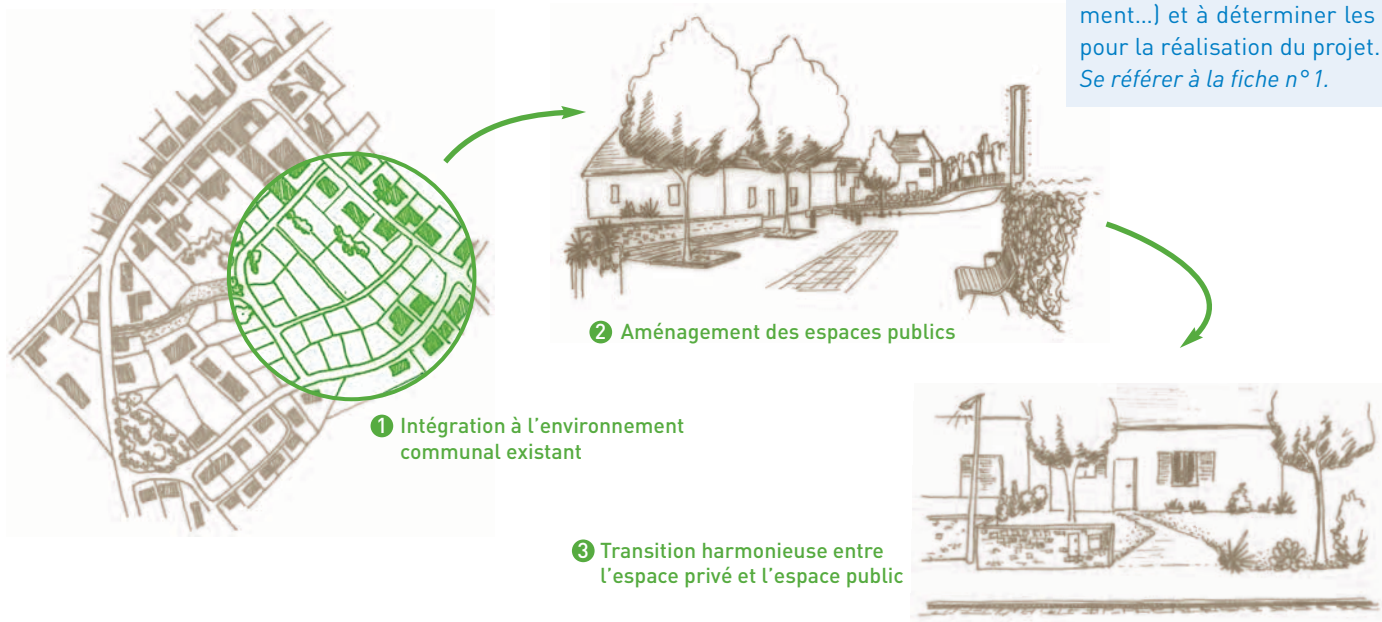 ment...) et à déterminer les
pour la réalisation du projet.
Se référer à la fiche n° 1.
2 Aménagement des espaces publics
1 Intégration à l'environnement
communal existant
3 Transition harmonieuse entre
l'espace privé et l'espace public